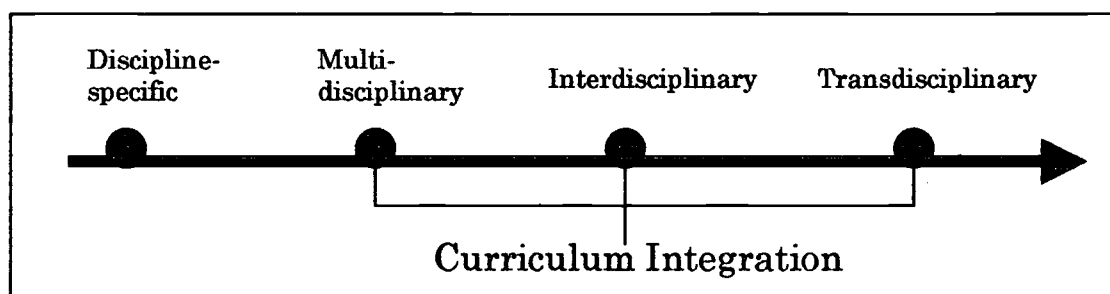 Discipline-
specific
Multi-
disciplinary
Interdisciplinary
Transdisciplinary
Curriculum Integration